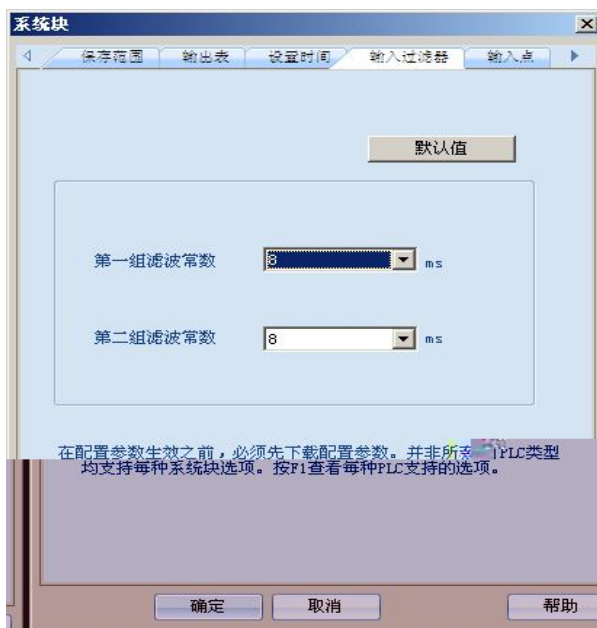 系统块
保存范围 输出表 设置时间 输入过滤器 输入点
默认值
第一组滤波常数 8 ms
第二组滤波常数 8 ms
在配置参数生效之前，必须先下载配置参数。并非所 PLC类型
均支持每种系统块选项。按F1查看每种PLC支持的选项。
确定 取消 帮助